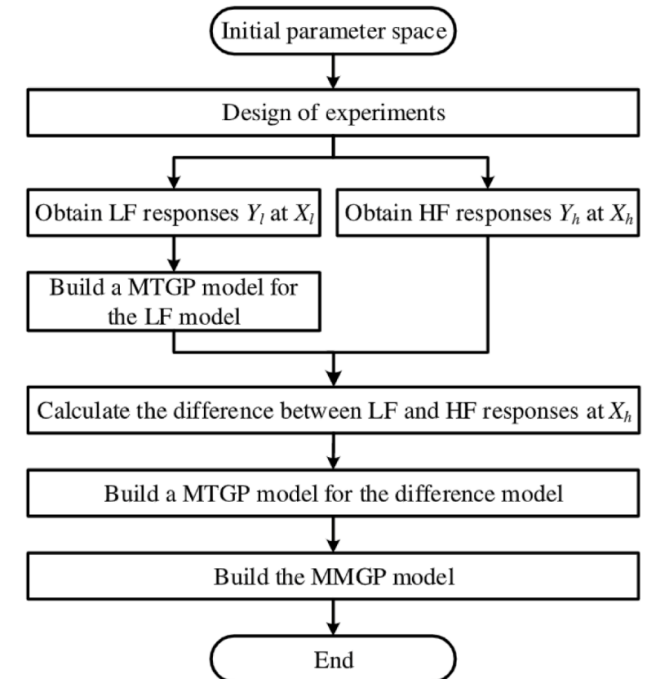 Initial parameter space
Design of experiments
Obtain LF responses Yl at Xl
Obtain HF responses Yh at Xh
Build a MTGP model for
the LF model
Calculate the difference between LF and HF responses at Xh
Build a MTGP model for the difference model
Build the MMGP model
End